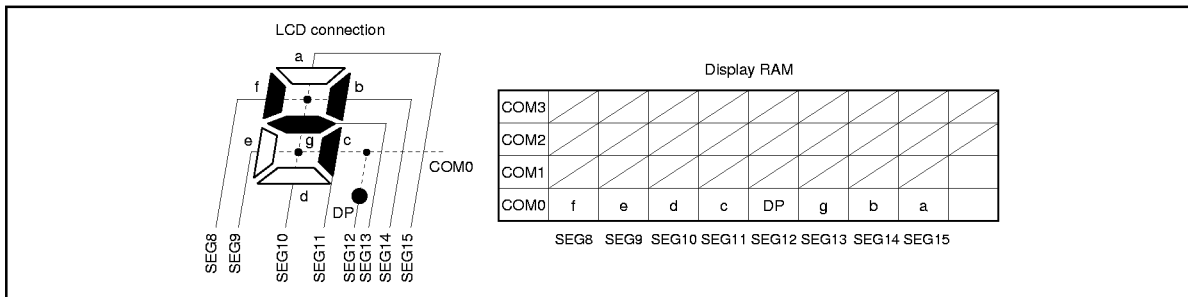 LCD connection
a
f
b
g
e
c
COM0
d
DP
SEG8
SEG9
SEG10
SEG11
SEG12
SEG13
SEG14
SEG15
Display RAM
COM3
COM2
COM1
COM0 f e d c DP g b a
SEG8 SEG9 SEG10 SEG11 SEG12 SEG13 SEG14 SEG15